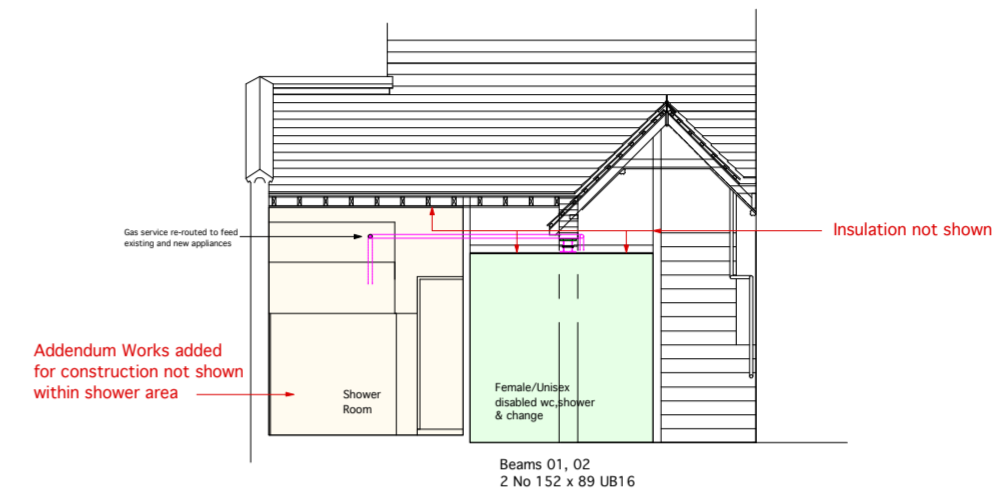 Gas service re-routed to feed
existing and new appliances
Insulation not shown
Addendum Works added
for construction not shown
within shower area
Shower
Room
Female/Unisex
disabled wc,shower
& change
Beams 01, 02
2 No 152 x 89 UB16